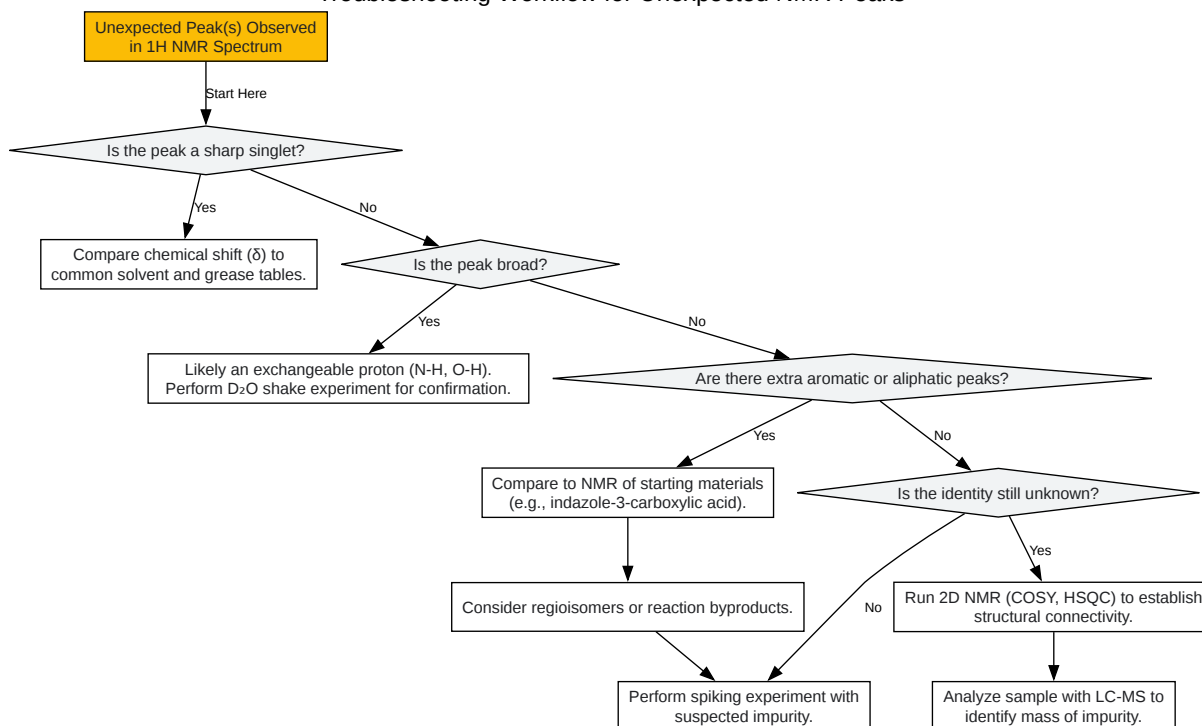 Troubleshooting Workflow for Unexpected NMR Peaks
Unexpected Peak(s) Observed
in 1H NMR Spectrum
Start Here
Is the peak a sharp singlet?
Yes
No
Compare chemical shift (δ) to
common solvent and grease tables.
Is the peak broad?
Yes
No
Likely an exchangeable proton (N-H, O-H).
Perform D₂O shake experiment for confirmation.
Are there extra aromatic or aliphatic peaks?
Yes
No
Compare to NMR of starting materials
(e.g., indazole-3-carboxylic acid).
Is the identity still unknown?
Yes
No
Consider regioisomers or reaction byproducts.
Run 2D NMR (COSY, HSQC) to establish
structural connectivity.
Perform spiking experiment with
suspected impurity.
Analyze sample with LC-MS to
identify mass of impurity.